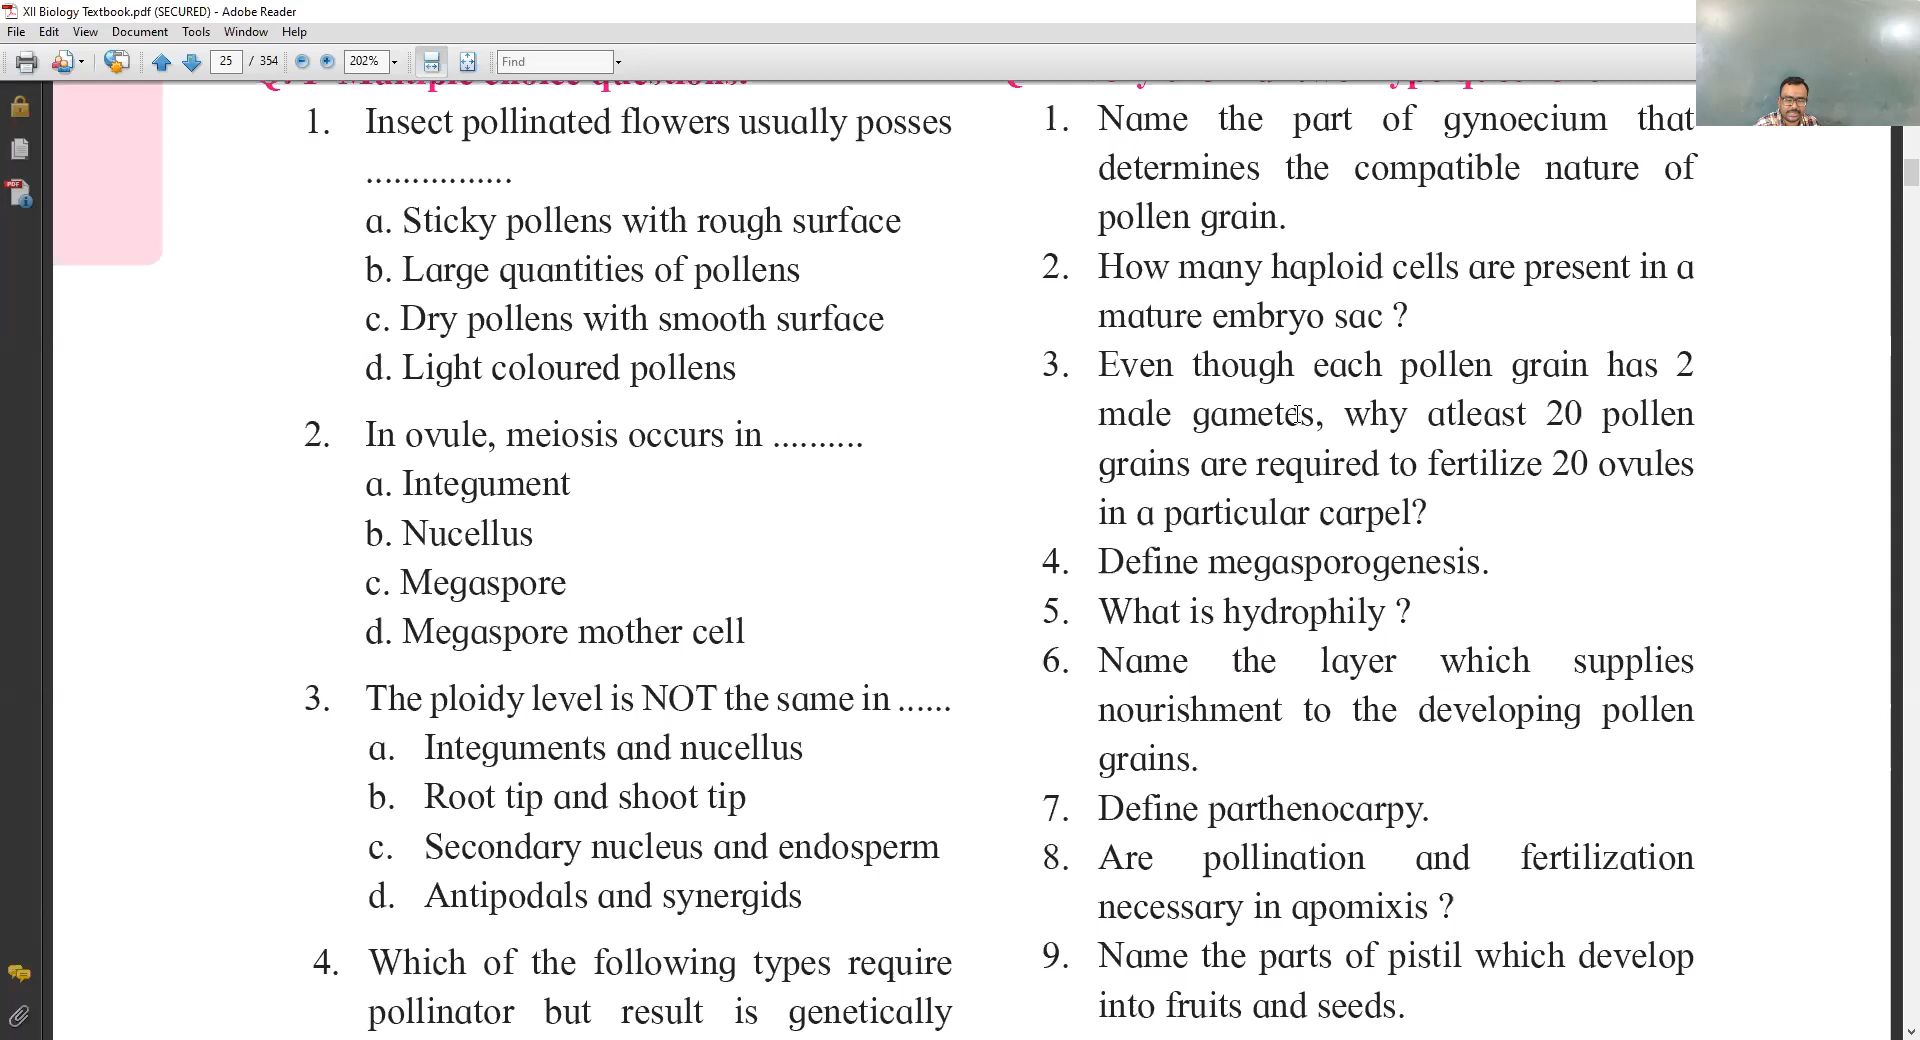 XII Biology Textbook.pdf (SECURED) - Adobe Reader
File Edit View Document Tools Window Help
25 / 354 202% Find
Q. 1 Multiple choice questions.
1. Insect pollinated flowers usually posses
................
a. Sticky pollens with rough surface
b. Large quantities of pollens
c. Dry pollens with smooth surface
d. Light coloured pollens
2. In ovule, meiosis occurs in ..........
a. Integument
b. Nucellus
c. Megaspore
d. Megaspore mother cell
3. The ploidy level is NOT the same in ......
a. Integuments and nucellus
b. Root tip and shoot tip
c. Secondary nucleus and endosperm
d. Antipodals and synergids
4. Which of the following types require
pollinator but result is genetically
1. Name the part of gynoecium that
determines the compatible nature of
pollen grain.
2. How many haploid cells are present in a
mature embryo sac ?
3. Even though each pollen grain has 2
male gametes, why atleast 20 pollen
grains are required to fertilize 20 ovules
in a particular carpel?
4. Define megasporogenesis.
5. What is hydrophily ?
6. Name the layer which supplies
nourishment to the developing pollen
grains.
7. Define parthenocarpy.
8. Are pollination and fertilization
necessary in apomixis ?
9. Name the parts of pistil which develop
into fruits and seeds.